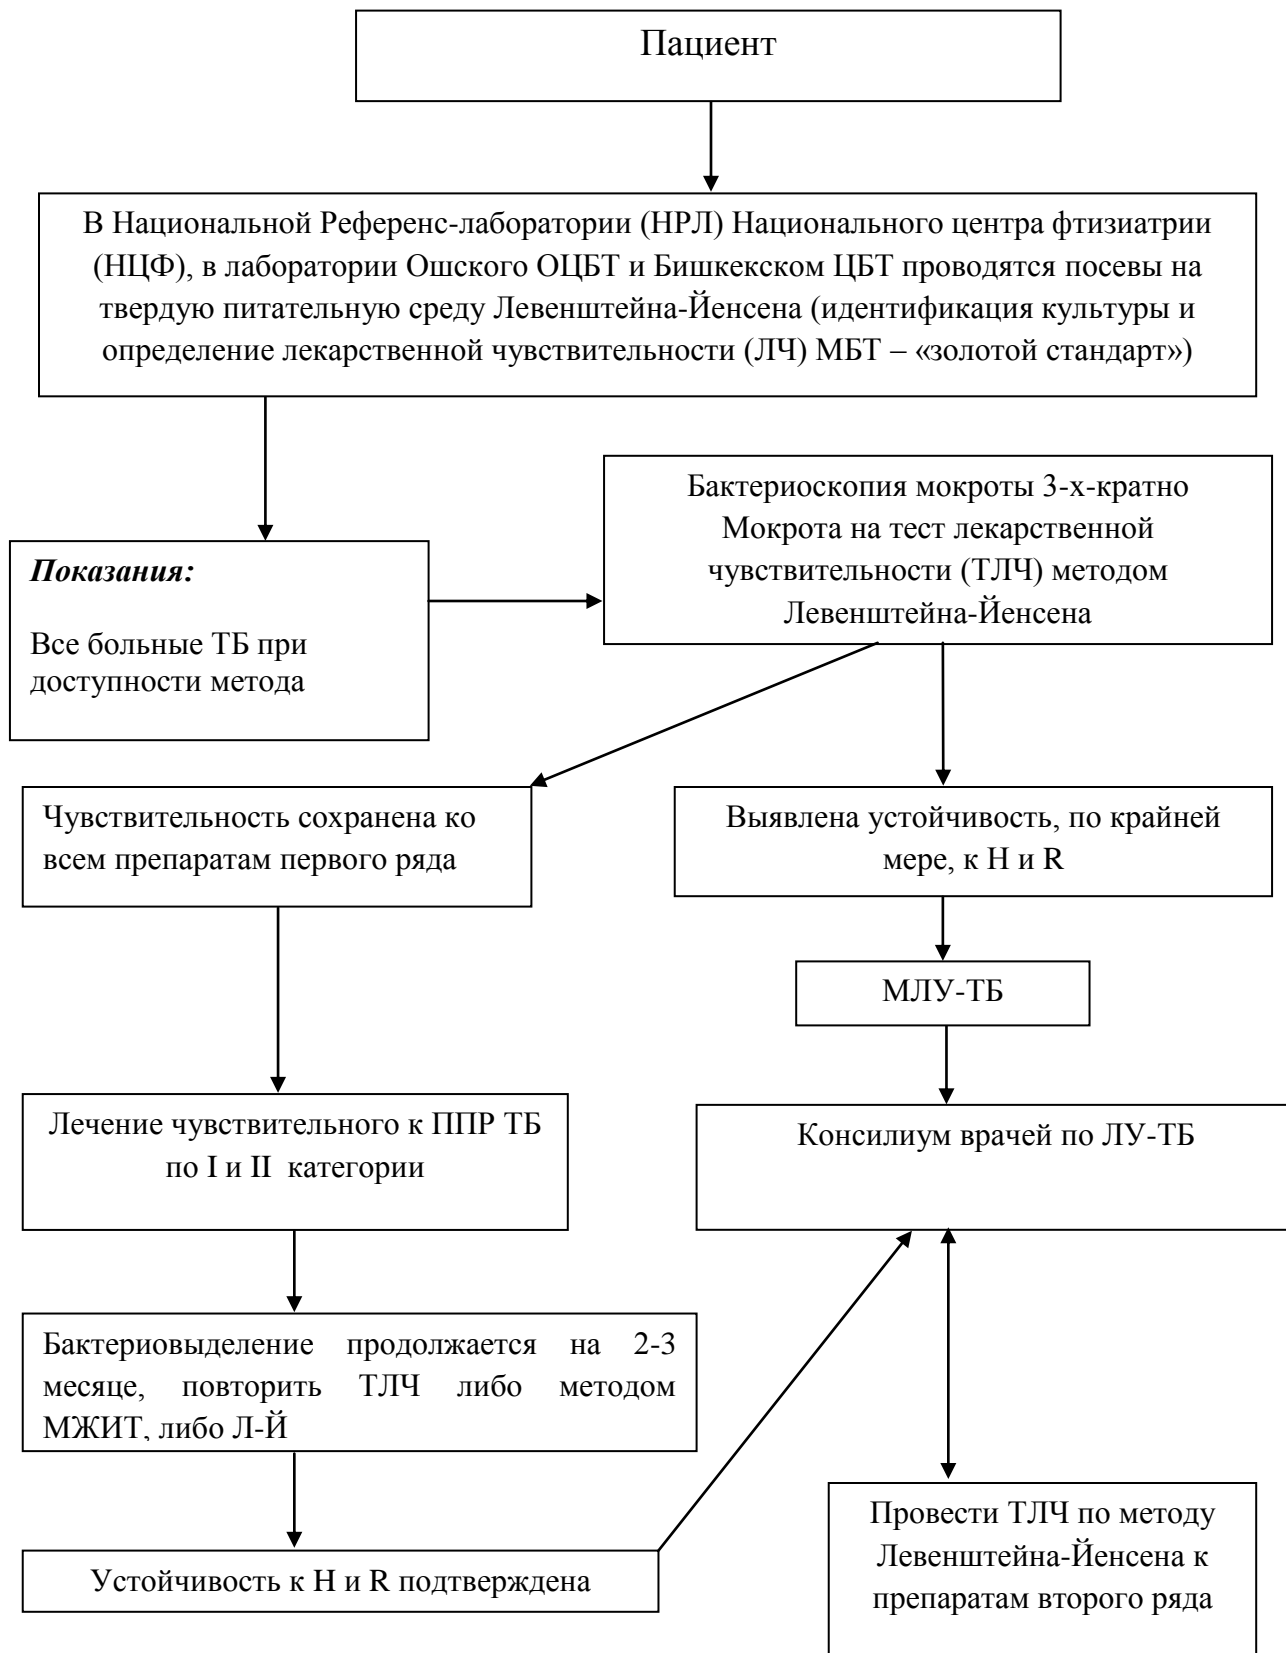 Пациент
В Национальной Референс-лаборатории (НРЛ) Национального центра фтизиатрии
(НЦФ), в лаборатории Ошского ОЦБТ и Бишкекском ЦБТ проводятся посевы на
твердую питательную среду Левенштейна-Йенсена (идентификация культуры и
определение лекарственной чувствительности (ЛЧ) МБТ – «золотой стандарт»)
Показания:
Все больные ТБ при
доступности метода
Бактериоскопия мокроты 3-х-кратно
Мокрота на тест лекарственной
чувствительности (ТЛЧ) методом
Левенштейна-Йенсена
Чувствительность сохранена ко
всем препаратам первого ряда
Выявлена устойчивость, по крайней
мере, к H и R
МЛУ-ТБ
Лечение чувствительного к ППР ТБ
по I и II категории
Консилиум врачей по ЛУ-ТБ
Бактериовыделение продолжается на 2-3
месяце, повторить ТЛЧ либо методом
МЖИТ, либо Л-Й
Устойчивость к H и R подтверждена
Провести ТЛЧ по методу
Левенштейна-Йенсена к
препаратам второго ряда